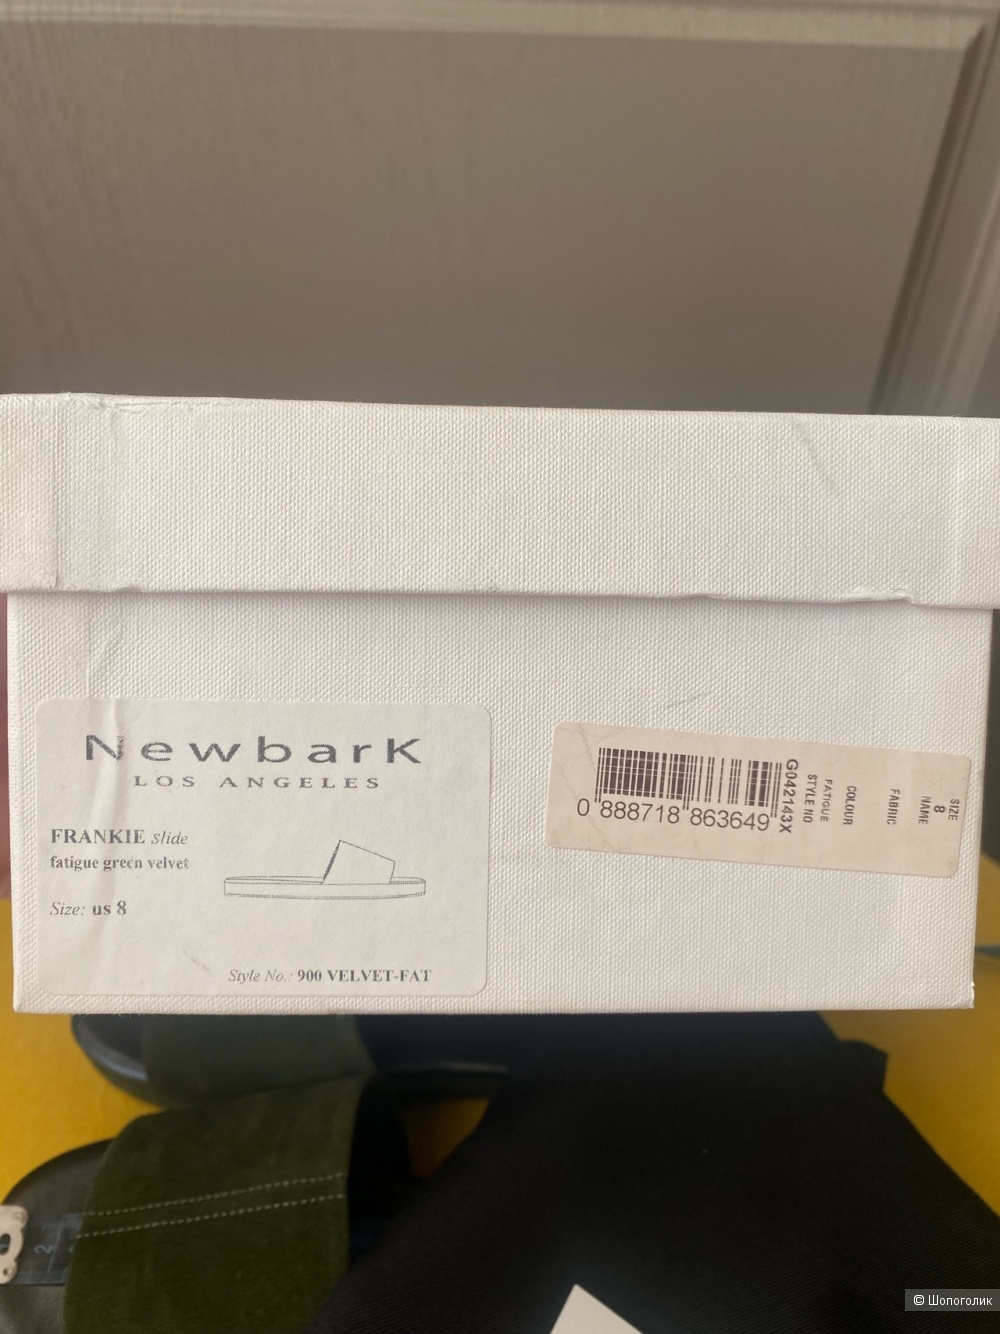 NewbarK
LOS ANGELES
FRANKIE Slide
fatigue green velvet
Size: us 8
Style No.: 900 VELVET-FAT
0 888718 863649
G042143X
STYLE NO
FATIGUE
COLOUR
FABRIC
NAME
8
SIZE
2
© Шопоголик